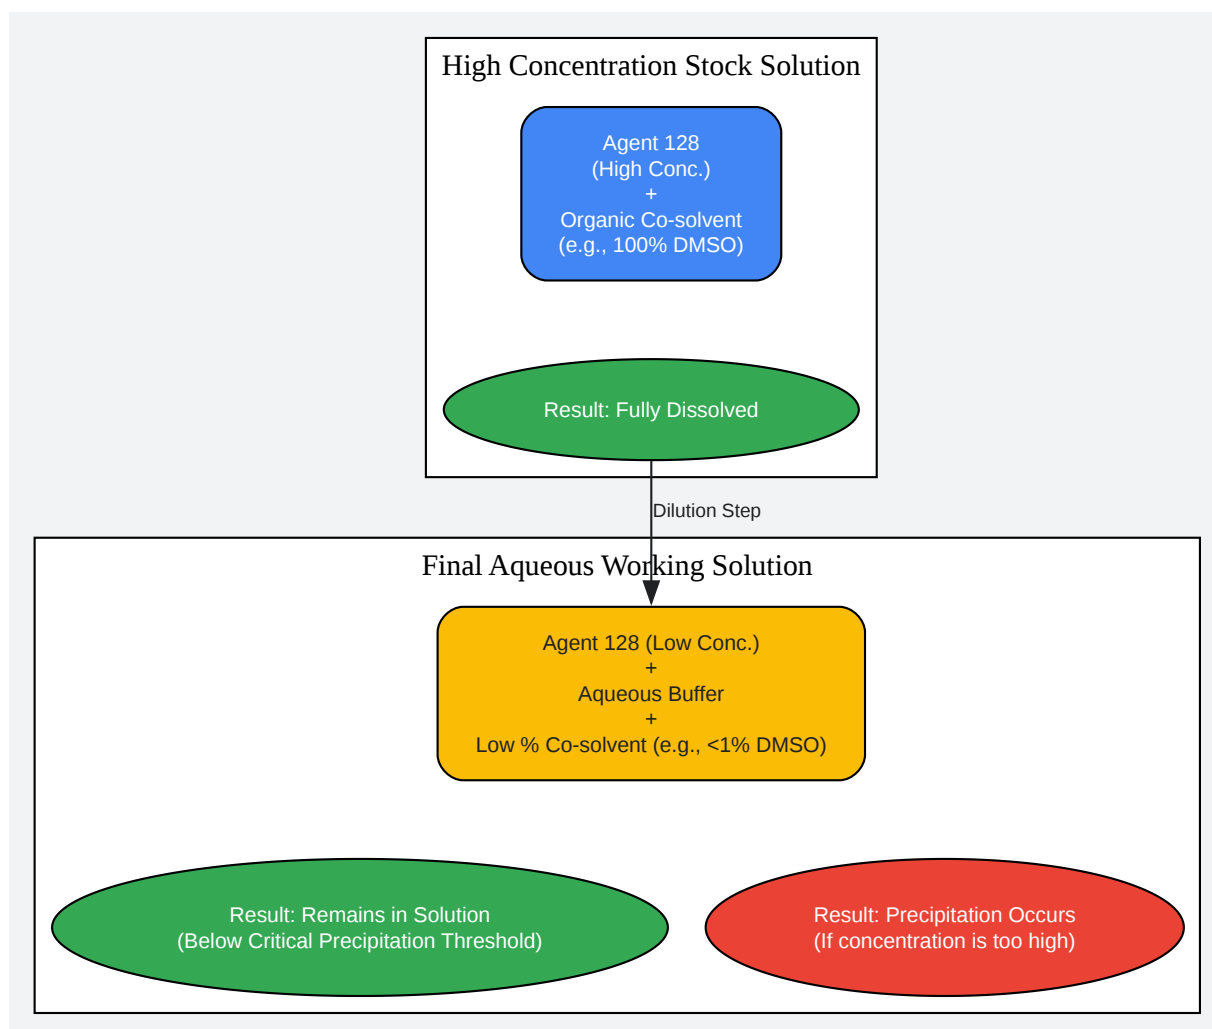 High Concentration Stock Solution
Agent 128
(High Conc.)
+
Organic Co-solvent
(e.g., 100% DMSO)
Result: Fully Dissolved
Dilution Step
Final Aqueous Working Solution
Agent 128 (Low Conc.)
+
Aqueous Buffer
+
Low % Co-solvent (e.g., <1% DMSO)
Result: Remains in Solution
(Below Critical Precipitation Threshold)
Result: Precipitation Occurs
(If concentration is too high)